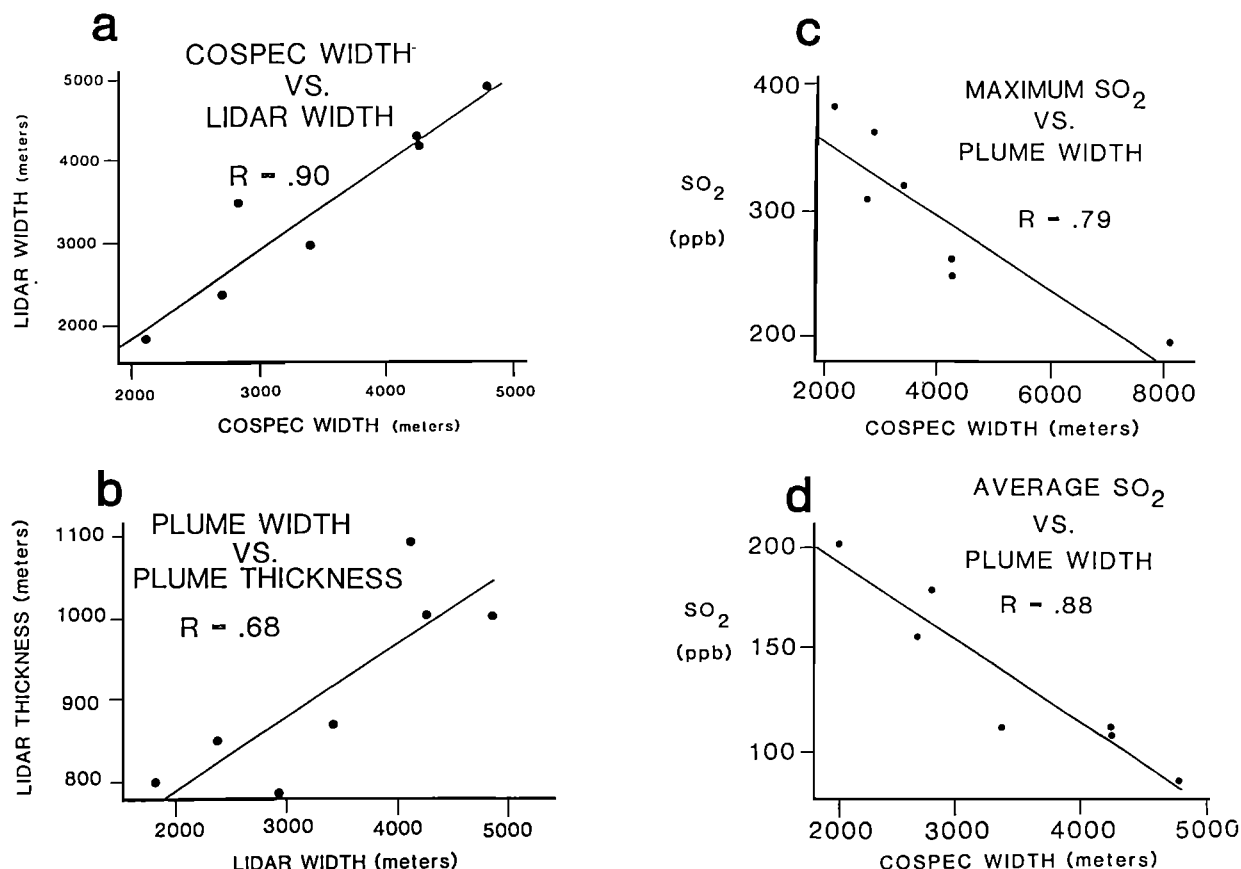 a
COSPEC WIDTH
VS.
LIDAR WIDTH
R = .90
LIDAR WIDTH (meters)
5000
4000
3000
2000
2000 3000 4000 5000
COSPEC WIDTH (meters)
b
PLUME WIDTH
VS.
PLUME THICKNESS
R = .68
LIDAR THICKNESS (meters)
1100
1000
900
800
2000 3000 4000 5000
LIDAR WIDTH (meters)
c
MAXIMUM SO2
VS.
PLUME WIDTH
R = .79
SO2
(ppb)
400
300
200
2000 4000 6000 8000
COSPEC WIDTH (meters)
d
AVERAGE SO2
VS.
PLUME WIDTH
R = .88
SO2
(ppb)
200
150
100
2000 3000 4000 5000
COSPEC WIDTH (meters)